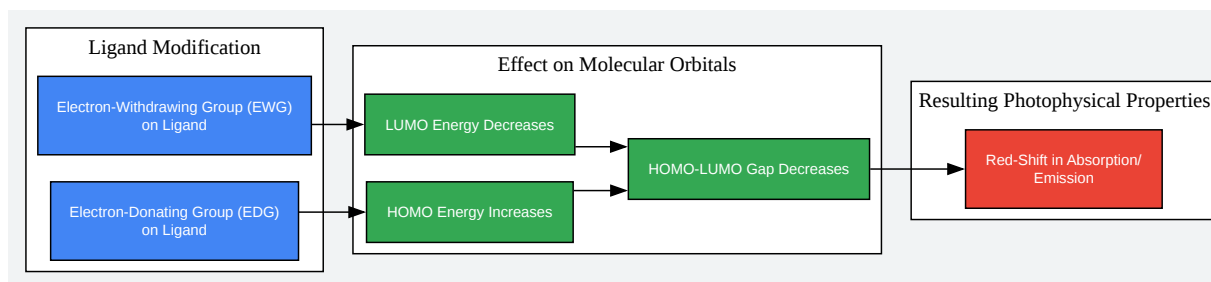 Ligand Modification
Electron-Withdrawing Group (EWG)
on Ligand
Electron-Donating Group (EDG)
on Ligand
Effect on Molecular Orbitals
LUMO Energy Decreases
HOMO Energy Increases
HOMO-LUMO Gap Decreases
Resulting Photophysical Properties
Red-Shift in Absorption/
Emission